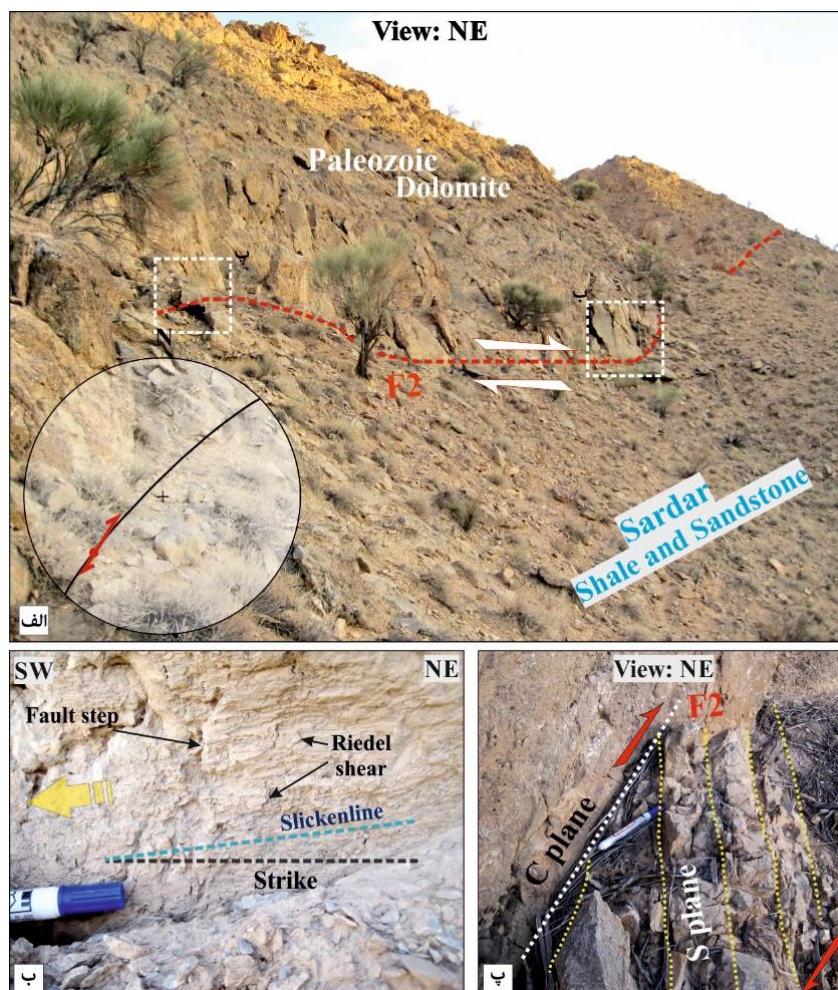 View: NE
Paleozoic
Dolomite
پ
ب
N
F2
Sardar
Shale and Sandstone
الف
SW
NE
Fault step
Riedel
shear
Slickenline
Strike
ب
View: NE
F2
C plane
S plane
پ